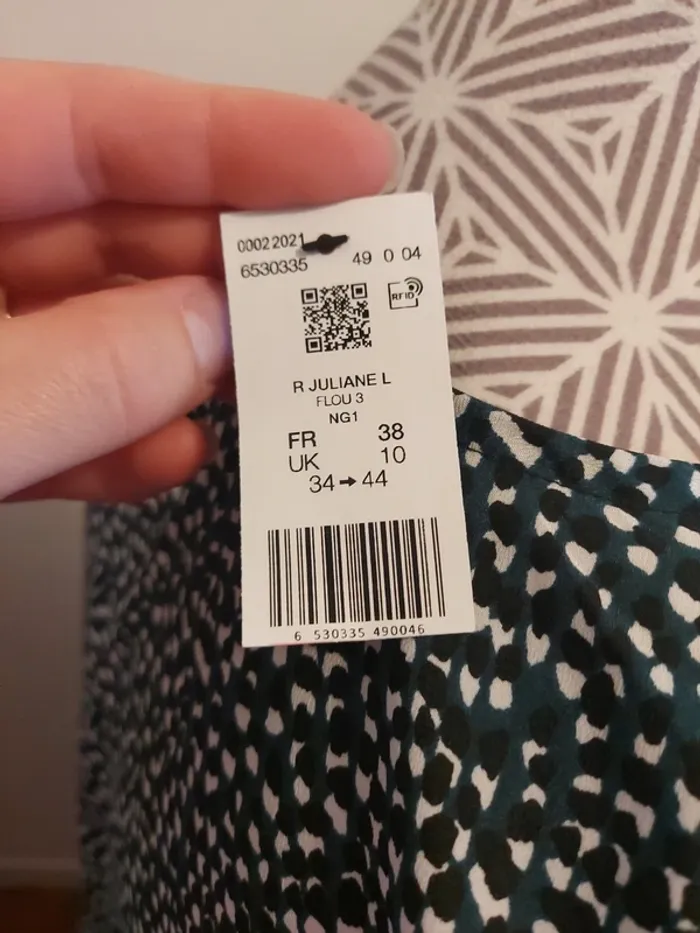 00022021
6530335 49 0 04
RFID
R JULIANE L
FLOU 3
NG1
FR 38
UK 10
34➞44
6 530335 490046